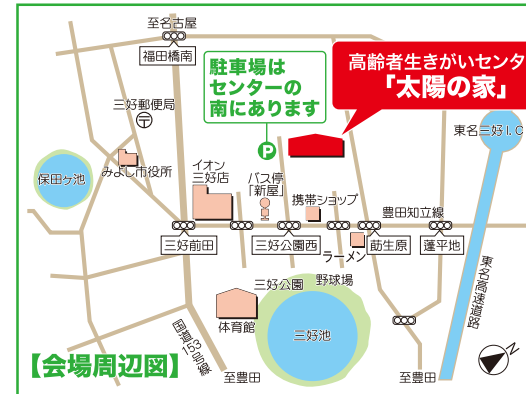 至名古屋
福田橋南
駐車場は
センターの
南にあります
高齢者生きがいセンタ
「太陽の家」
三好郵便局
P
東名三好I.C
みよし市役所
保田ヶ池
イオン
三好店
バス停
「新屋」
携帯ショップ
豊田知立線
三好前田
三好公園西
莇生原
蓬平地
ラーメン
三好公園
野球場
東名高速道路
体育館
三好池
国道153号線
【会場周辺図】
至豊田
至豊田
N